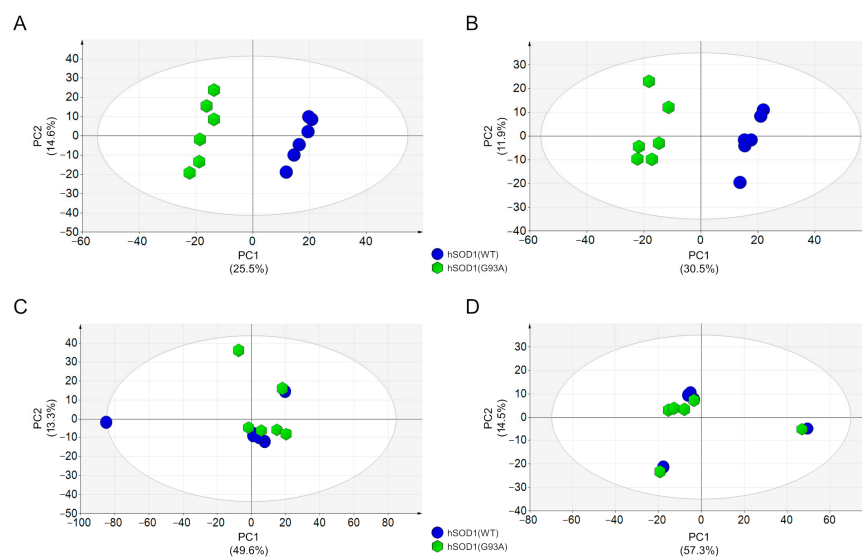 A
PC2
(14.6%)
40
30
20
10
0
−10
−20
−30
−40
−50
−60 −40 −20 0 20 40
PC1
(25.5%)
B
PC2
(11.9%)
40
30
20
10
0
−10
−20
−30
−40
−60 −40 −20 0 20 40 60
PC1
(30.5%)
hSOD1(WT)
hSOD1(G93A)
C
PC2
(13.3%)
40
30
20
10
0
−10
−20
−30
−40
−50
−100 −80 −60 −40 −20 0 20 40 60 80 100
PC1
(49.6%)
D
PC2
(14.5%)
30
20
10
0
−10
−20
−30
−40
−80 −60 −40 −20 0 20 40 60
PC1
(57.3%)
hSOD1(WT)
hSOD1(G93A)